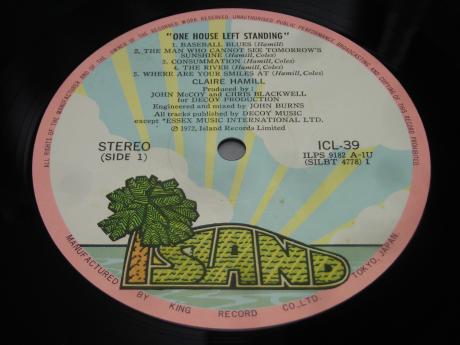 ALL RIGHTS OF THE MANUFACTURER AND OF THE OWNER OF THE RECORDED WORK RESERVED. UNAUTHORISED PUBLIC PERFORMANCE, BROADCASTING AND COPYING OF THIS RECORD PROHIBITED
"ONE HOUSE LEFT STANDING"
1. BASEBALL BLUES (Hamill)
2. THE MAN WHO CANNOT SEE TOMORROW'S
SUNSHINE (Hamill, Coles)
3. CONSUMMATION (Hamill, Coles)
4. THE RIVER (Hamill, Coles)
5. WHERE ARE YOUR SMILES AT (Hamill, Coles)
CLAIRE HAMILL
Produced by:
JOHN McCOY and CHRIS BLACKWELL
for DECOY PRODUCTION
Engineered and mixed by JOHN BURNS
All tracks published by DECOY MUSIC
except *ESSEX MUSIC INTERNATIONAL LTD.
Ⓟ 1972, Island Records Limited
STEREO
(SIDE 1)
ICL-39
ILPS 9182 A-1U
(SILBT 4778) 1
ISLAND
MANUFACTURED BY KING RECORD CO., LTD. TOKYO, JAPAN.